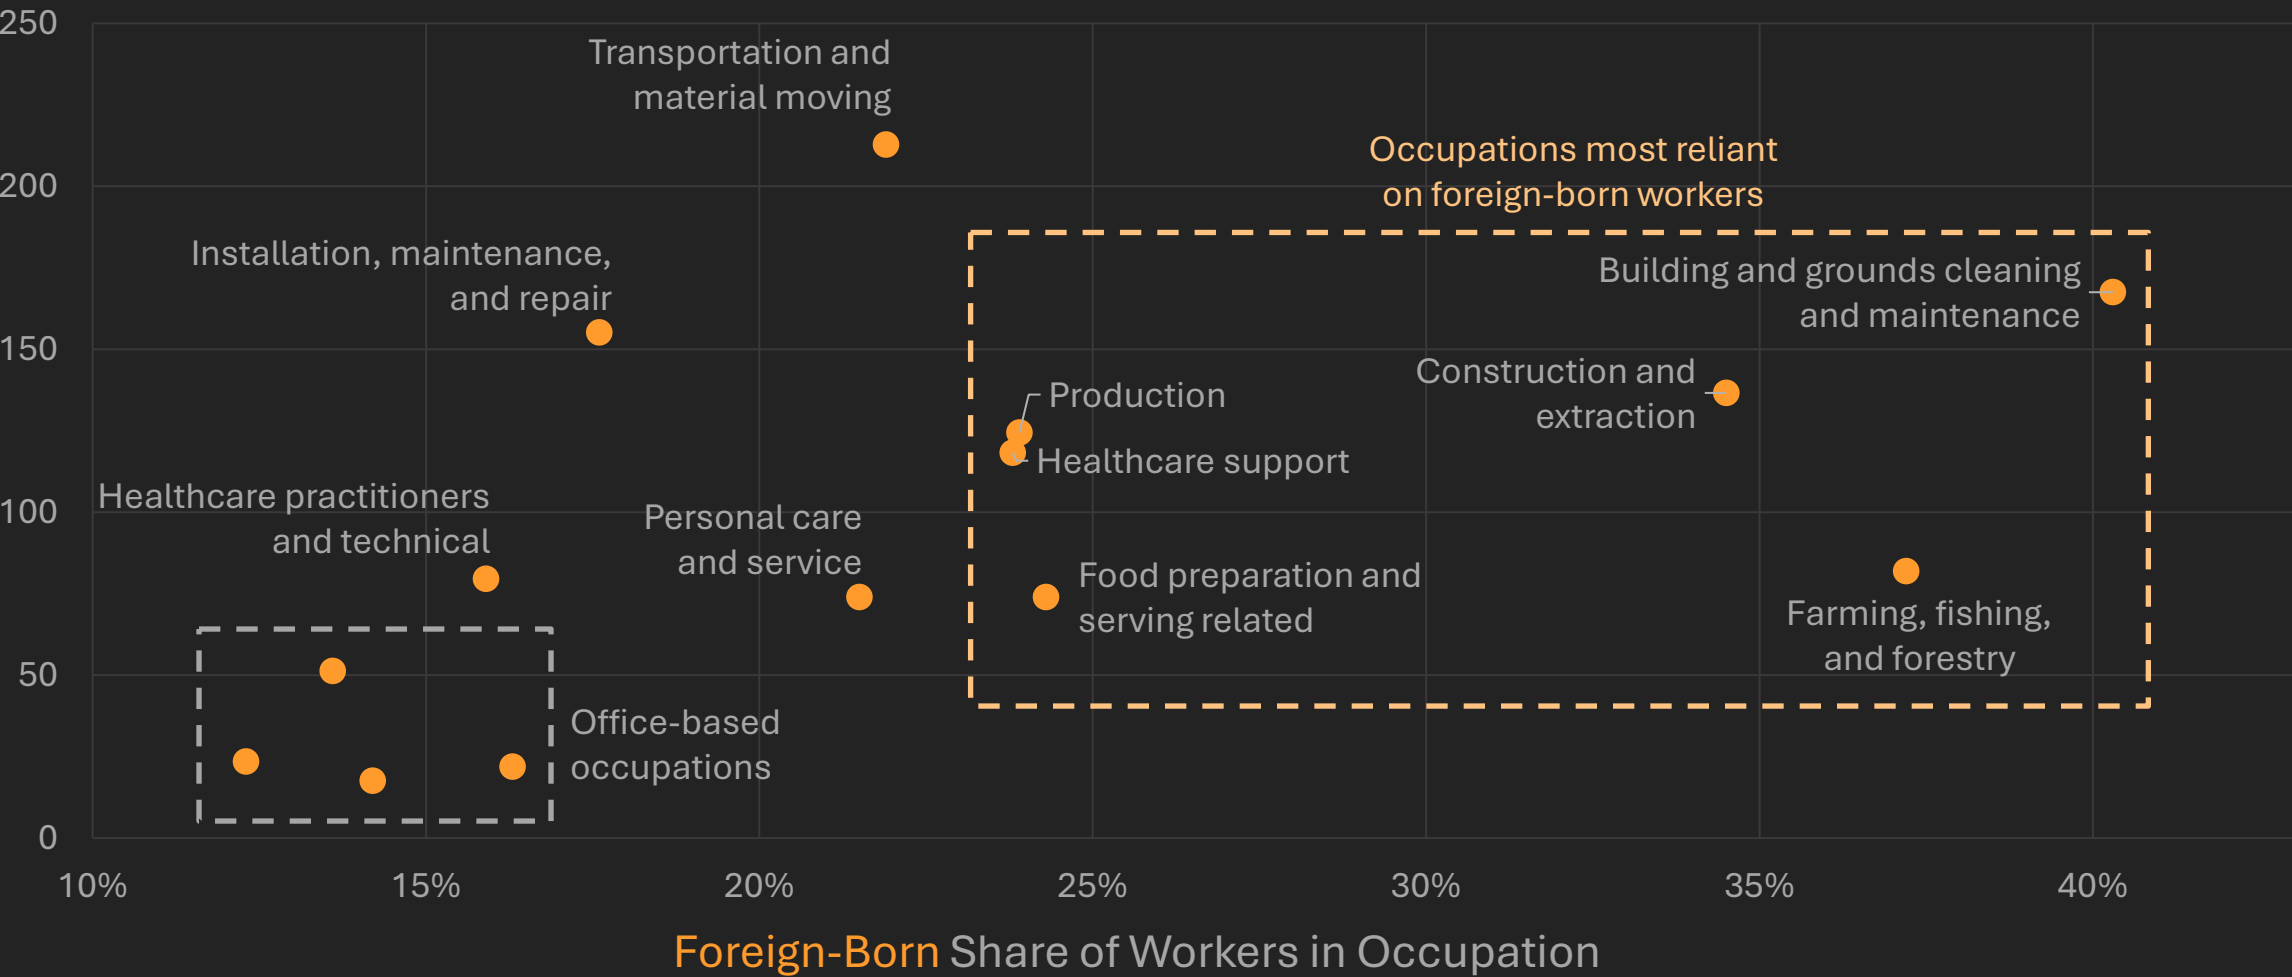 250
Transportation and
material moving
Occupations most reliant
on foreign-born workers
200
Installation, maintenance,
and repair
Building and grounds cleaning
and maintenance
150
Construction and
extraction
Production
Healthcare support
Healthcare practitioners
and technical
100
Personal care
and service
Food preparation and
serving related
Farming, fishing,
and forestry
50
Office-based
occupations
0
10% 15% 20% 25% 30% 35% 40%
Foreign-Born Share of Workers in Occupation